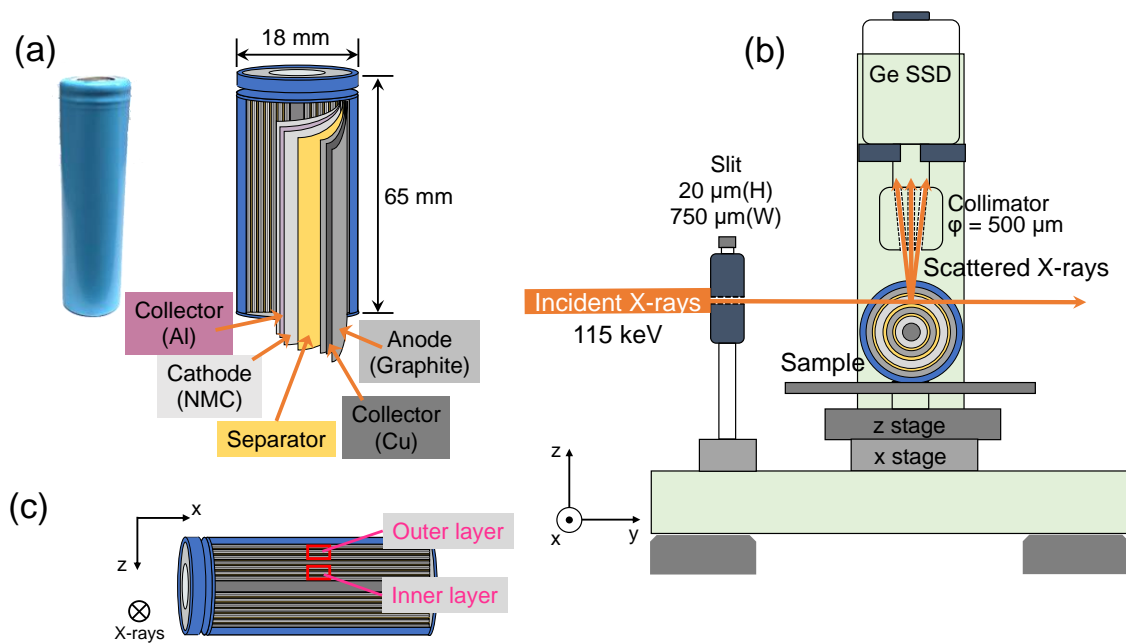 (a)
18 mm
65 mm
Collector
(Al)
Cathode
(NMC)
Separator
Anode
(Graphite)
Collector
(Cu)
(b)
Ge SSD
Slit
20 μm(H)
750 μm(W)
Collimator
φ = 500 μm
Scattered X-rays
Incident X-rays
115 keV
Sample
z stage
x stage
z
x
y
(c)
x
z
X-rays
Outer layer
Inner layer